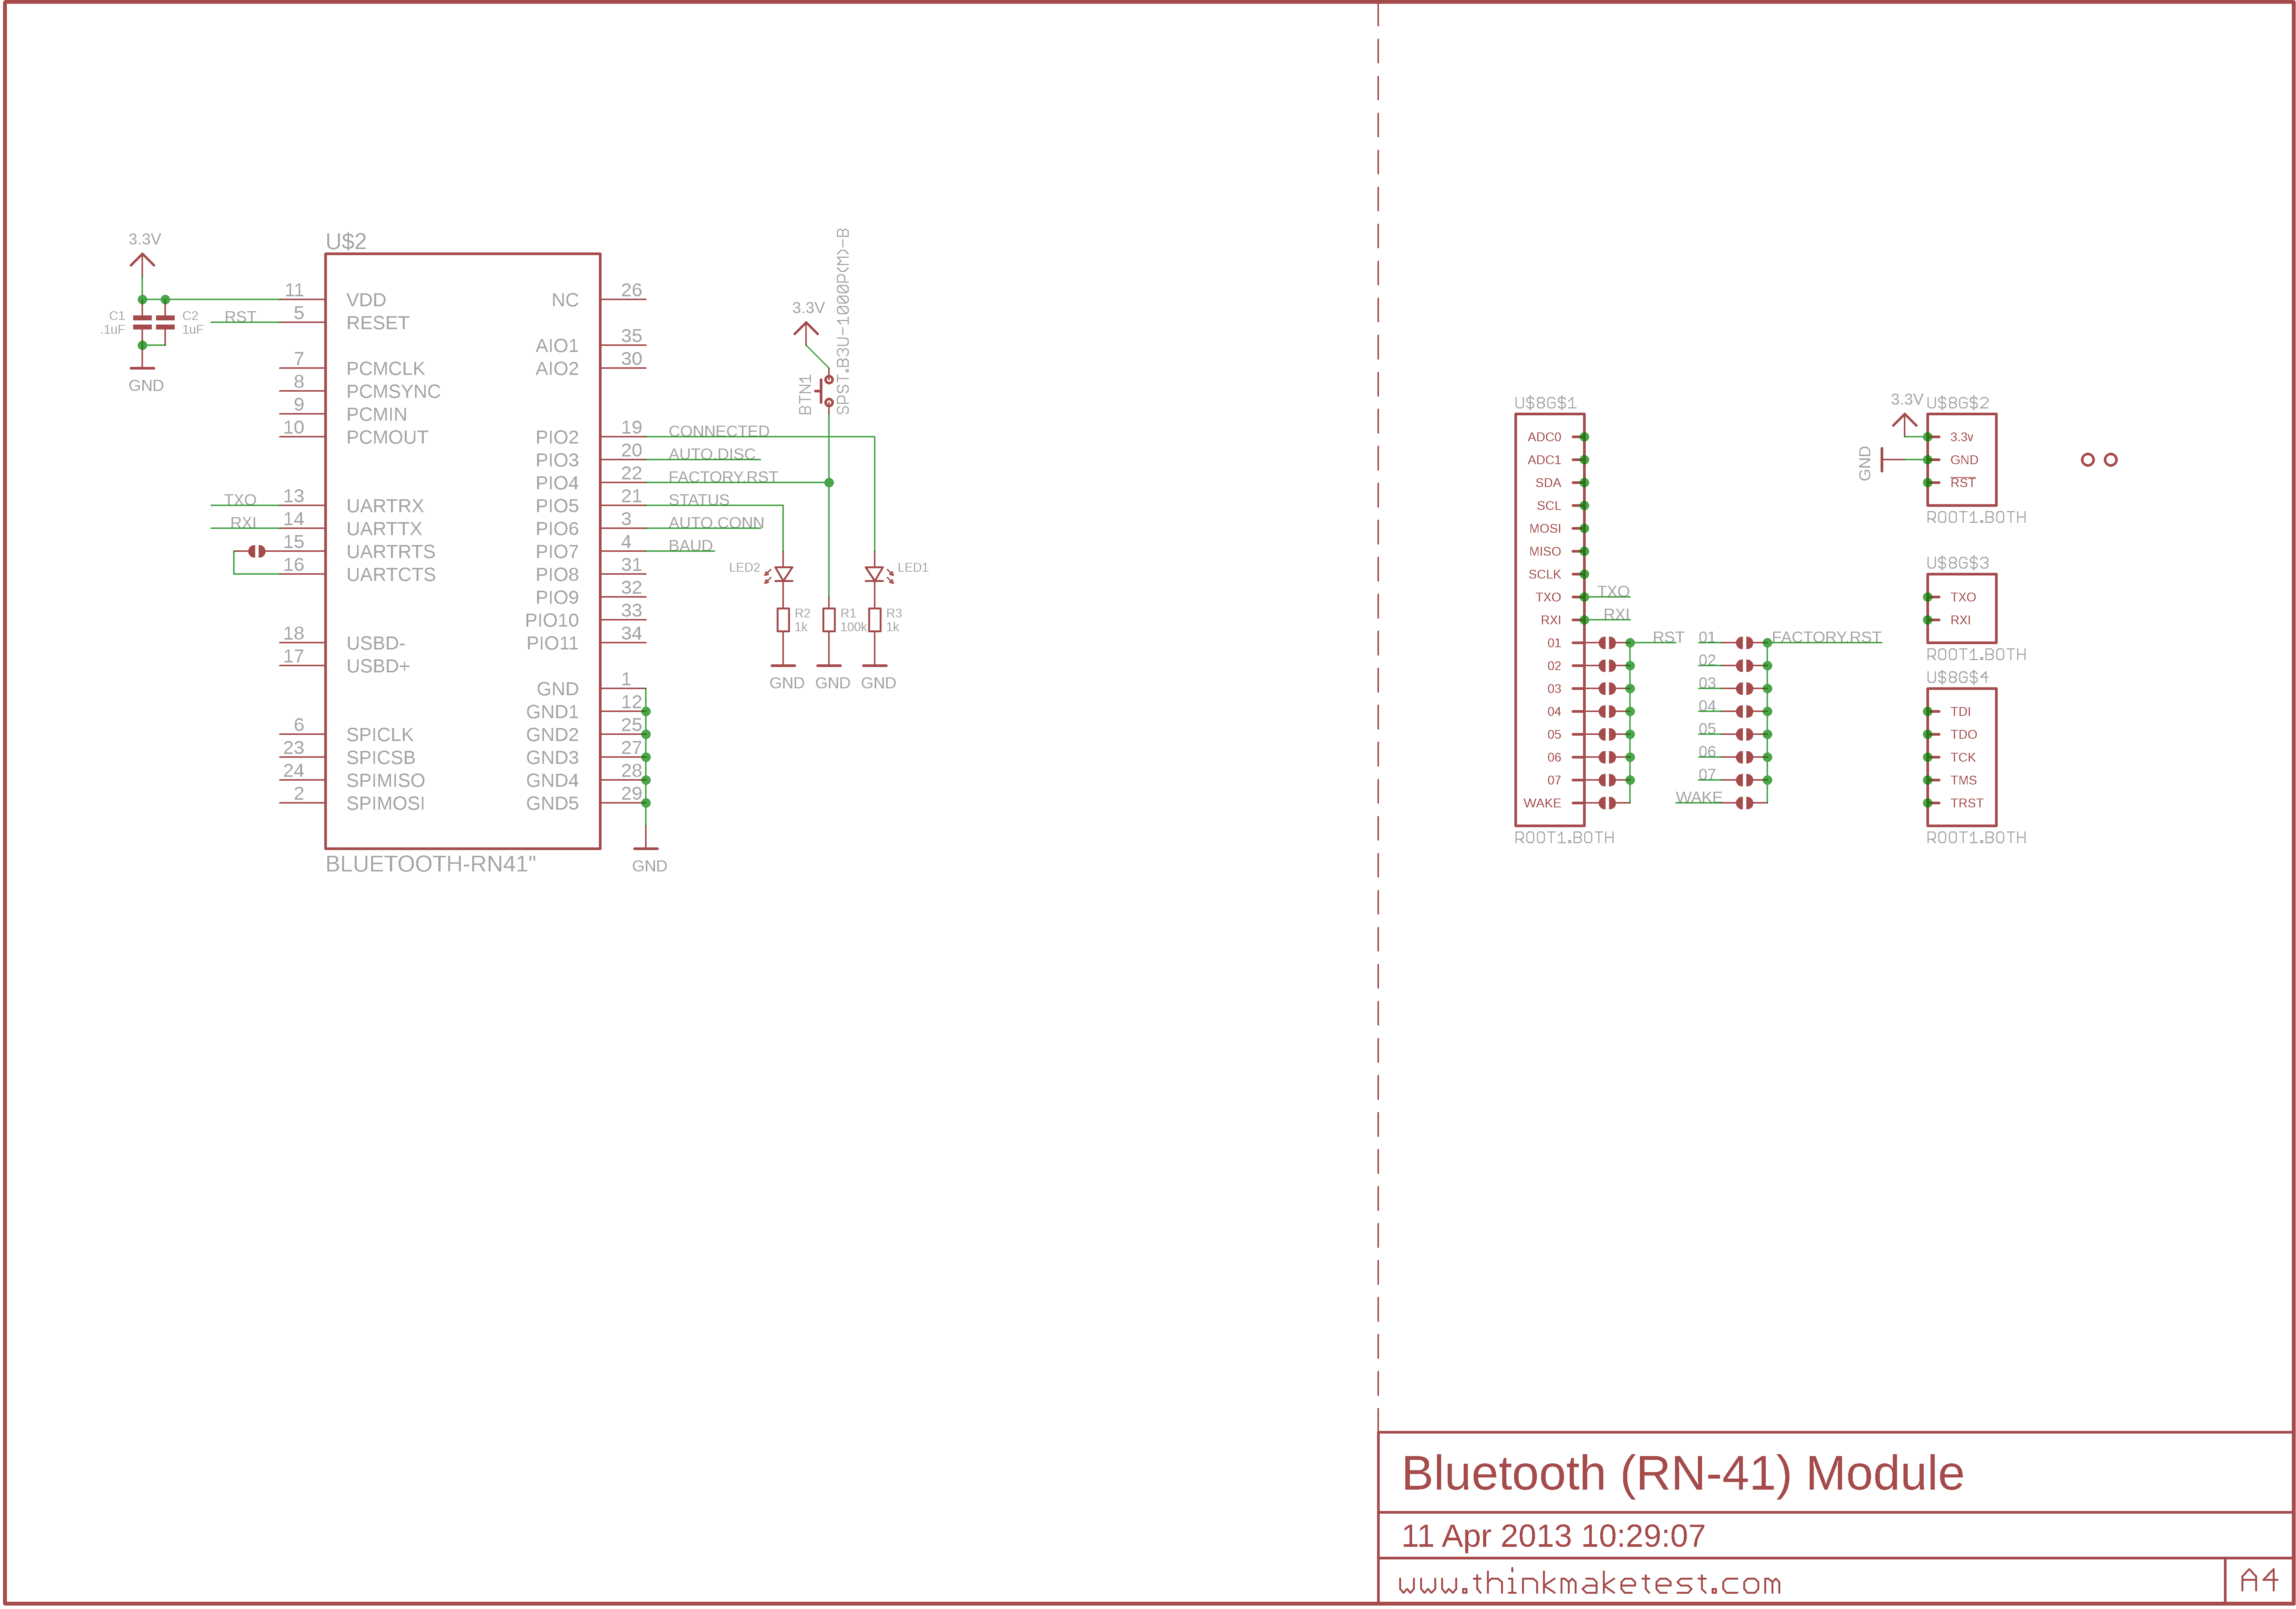 3.3V
C1
.1uF
C2
1uF
GND
RST
TXO
RXI
U$2
11 VDD
5 RESET
7 PCMCLK
8 PCMSYNC
9 PCMIN
10 PCMOUT
13 UARTRX
14 UARTTX
15 UARTRTS
16 UARTCTS
18 USBD-
17 USBD+
6 SPICLK
23 SPICSB
24 SPIMISO
2 SPIMOSI
NC 26
AIO1 35
AIO2 30
PIO2 19 CONNECTED
PIO3 20 AUTO.DISC
PIO4 22 FACTORY.RST
PIO5 21 STATUS
PIO6 3 AUTO.CONN
PIO7 4 BAUD
PIO8 31
PIO9 32
PIO10 33
PIO11 34
GND 1
GND1 12
GND2 25
GND3 27
GND4 28
GND5 29
GND
BLUETOOTH-RN41"
3.3V
BTN1
SPST.B3U-1000P(M)-B
LED2
LED1
R2
1k
R1
100k
R3
1k
GND GND GND
U$8G$1
ADC0
ADC1
SDA
SCL
MOSI
MISO
SCLK
TXO TXO
RXI RXI
01 RST 01 FACTORY.RST
02 02
03 03
04 04
05 05
06 06
07 07
WAKE WAKE
ROOT1.BOTH
3.3V
GND
U$8G$2
3.3v
GND
RST
ROOT1.BOTH
U$8G$3
TXO
RXI
ROOT1.BOTH
U$8G$4
TDI
TDO
TCK
TMS
TRST
ROOT1.BOTH
Bluetooth (RN-41) Module
11 Apr 2013 10:29:07
www.thinkmaketest.com
A4